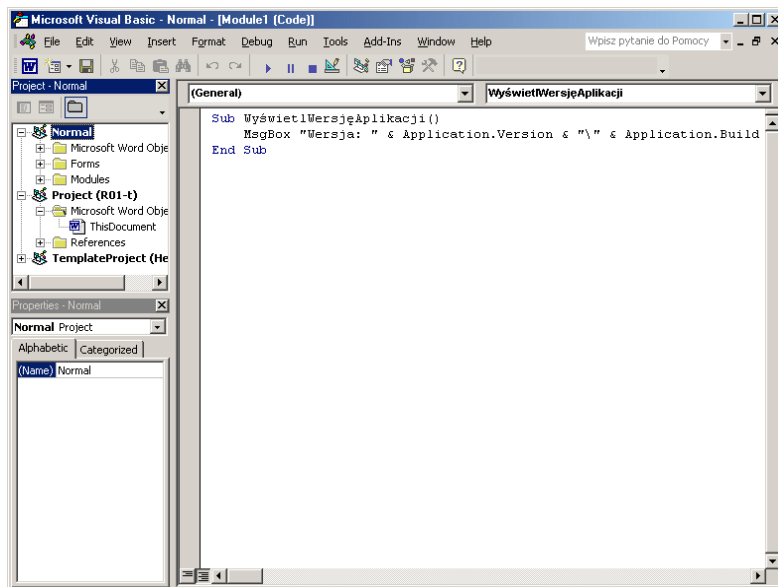 Microsoft Visual Basic - Normal - [Module1 (Code)]
File Edit View Insert Format Debug Run Tools Add-Ins Window Help Wpisz pytanie do Pomocy
Project - Normal
Normal
Microsoft Word Obje
Forms
Modules
Project (R01-t)
Microsoft Word Obje
ThisDocument
References
TemplateProject (He
Properties - Normal
Normal Project
Alphabetic Categorized
(Name) Normal
(General) WyświetlWersjęAplikacji
Sub WyświetlWersjęAplikacji()
MsgBox "Wersja: " & Application.Version & "\" & Application.Build
End Sub